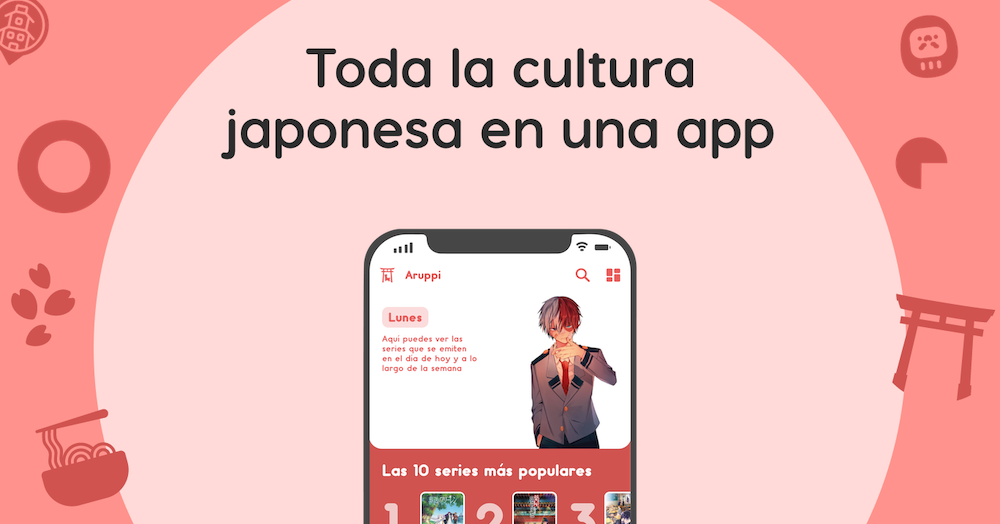 Toda la cultura
japonesa en una app
Aruppi
Lunes
Aqui puedes ver las
series que se emiten
en el dia de hoy y a lo
largo de la semana
Las 10 series más populares
1 2 3